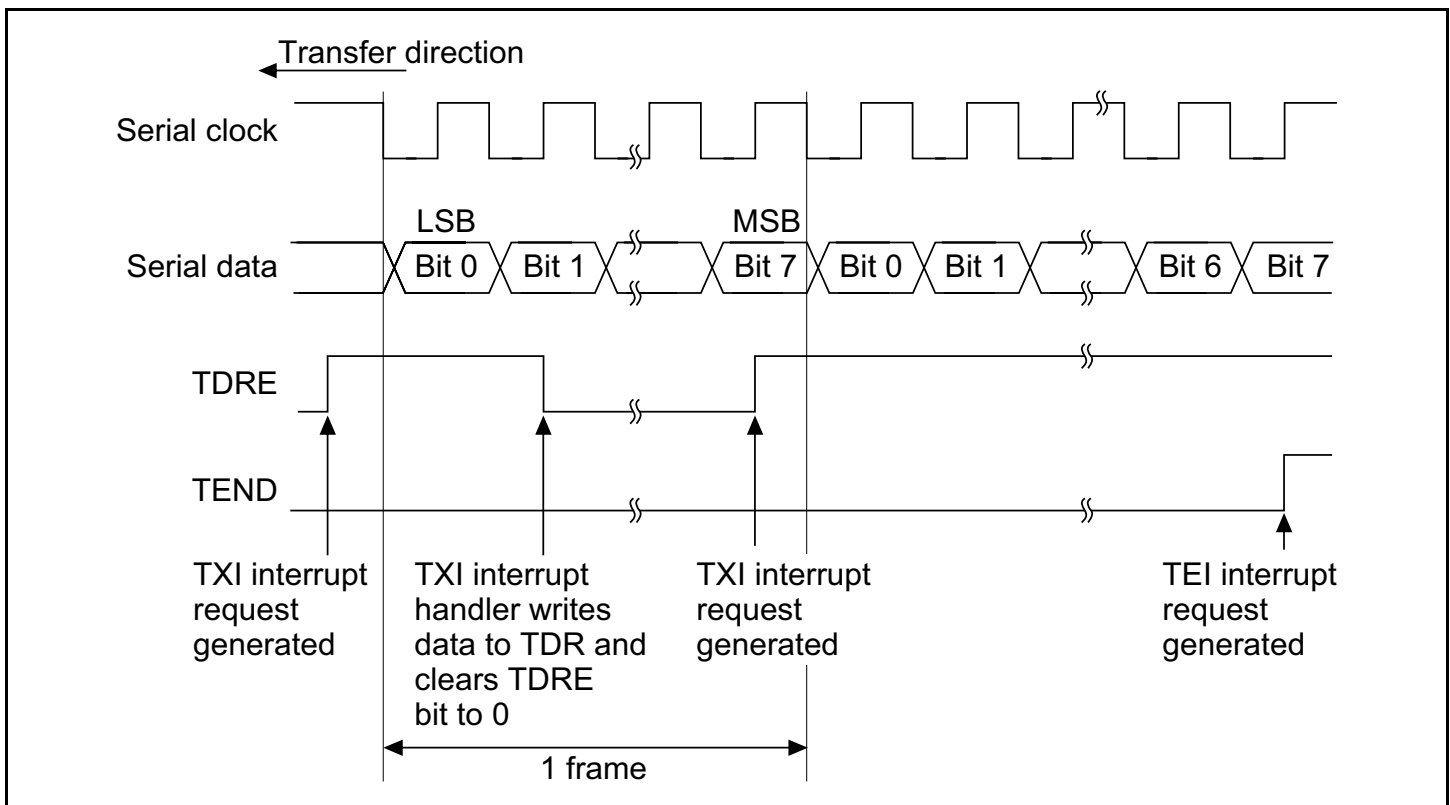 Transfer direction
Serial clock
LSB
MSB
Serial data
Bit 0
Bit 1
Bit 7
Bit 0
Bit 1
Bit 6
Bit 7
TDRE
TEND
TXI interrupt
request
generated
TXI interrupt
handler writes
data to TDR and
clears TDRE
bit to 0
TXI interrupt
request
generated
TEI interrupt
request
generated
1 frame